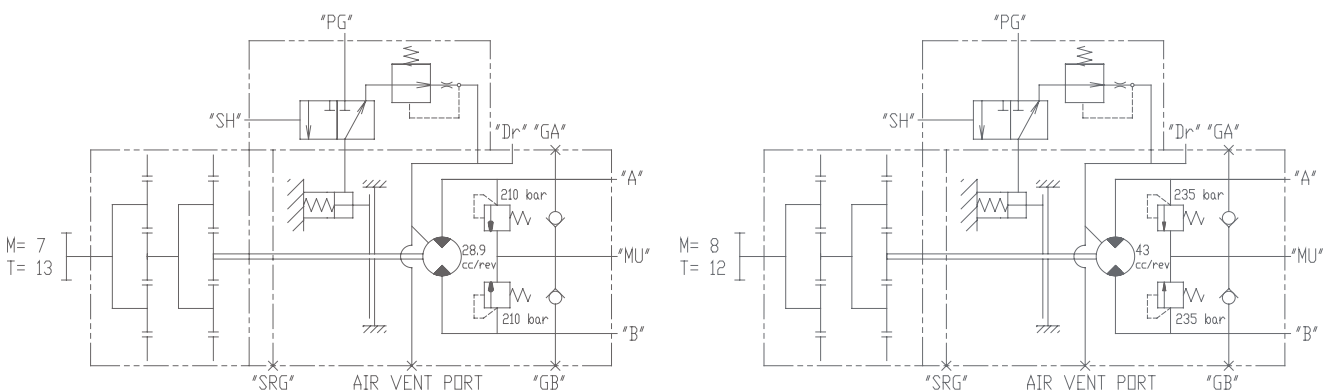 "PG"
"SH"
"Dr" "GA"
"A"
210 bar
M= 7
T= 13
28.9
cc/rev
"MU"
210 bar
"B"
"SRG"
AIR VENT PORT
"GB"
"PG"
"SH"
"Dr" "GA"
"A"
235 bar
M= 8
T= 12
43
cc/rev
"MU"
235 bar
"B"
"SRG"
AIR VENT PORT
"GB"